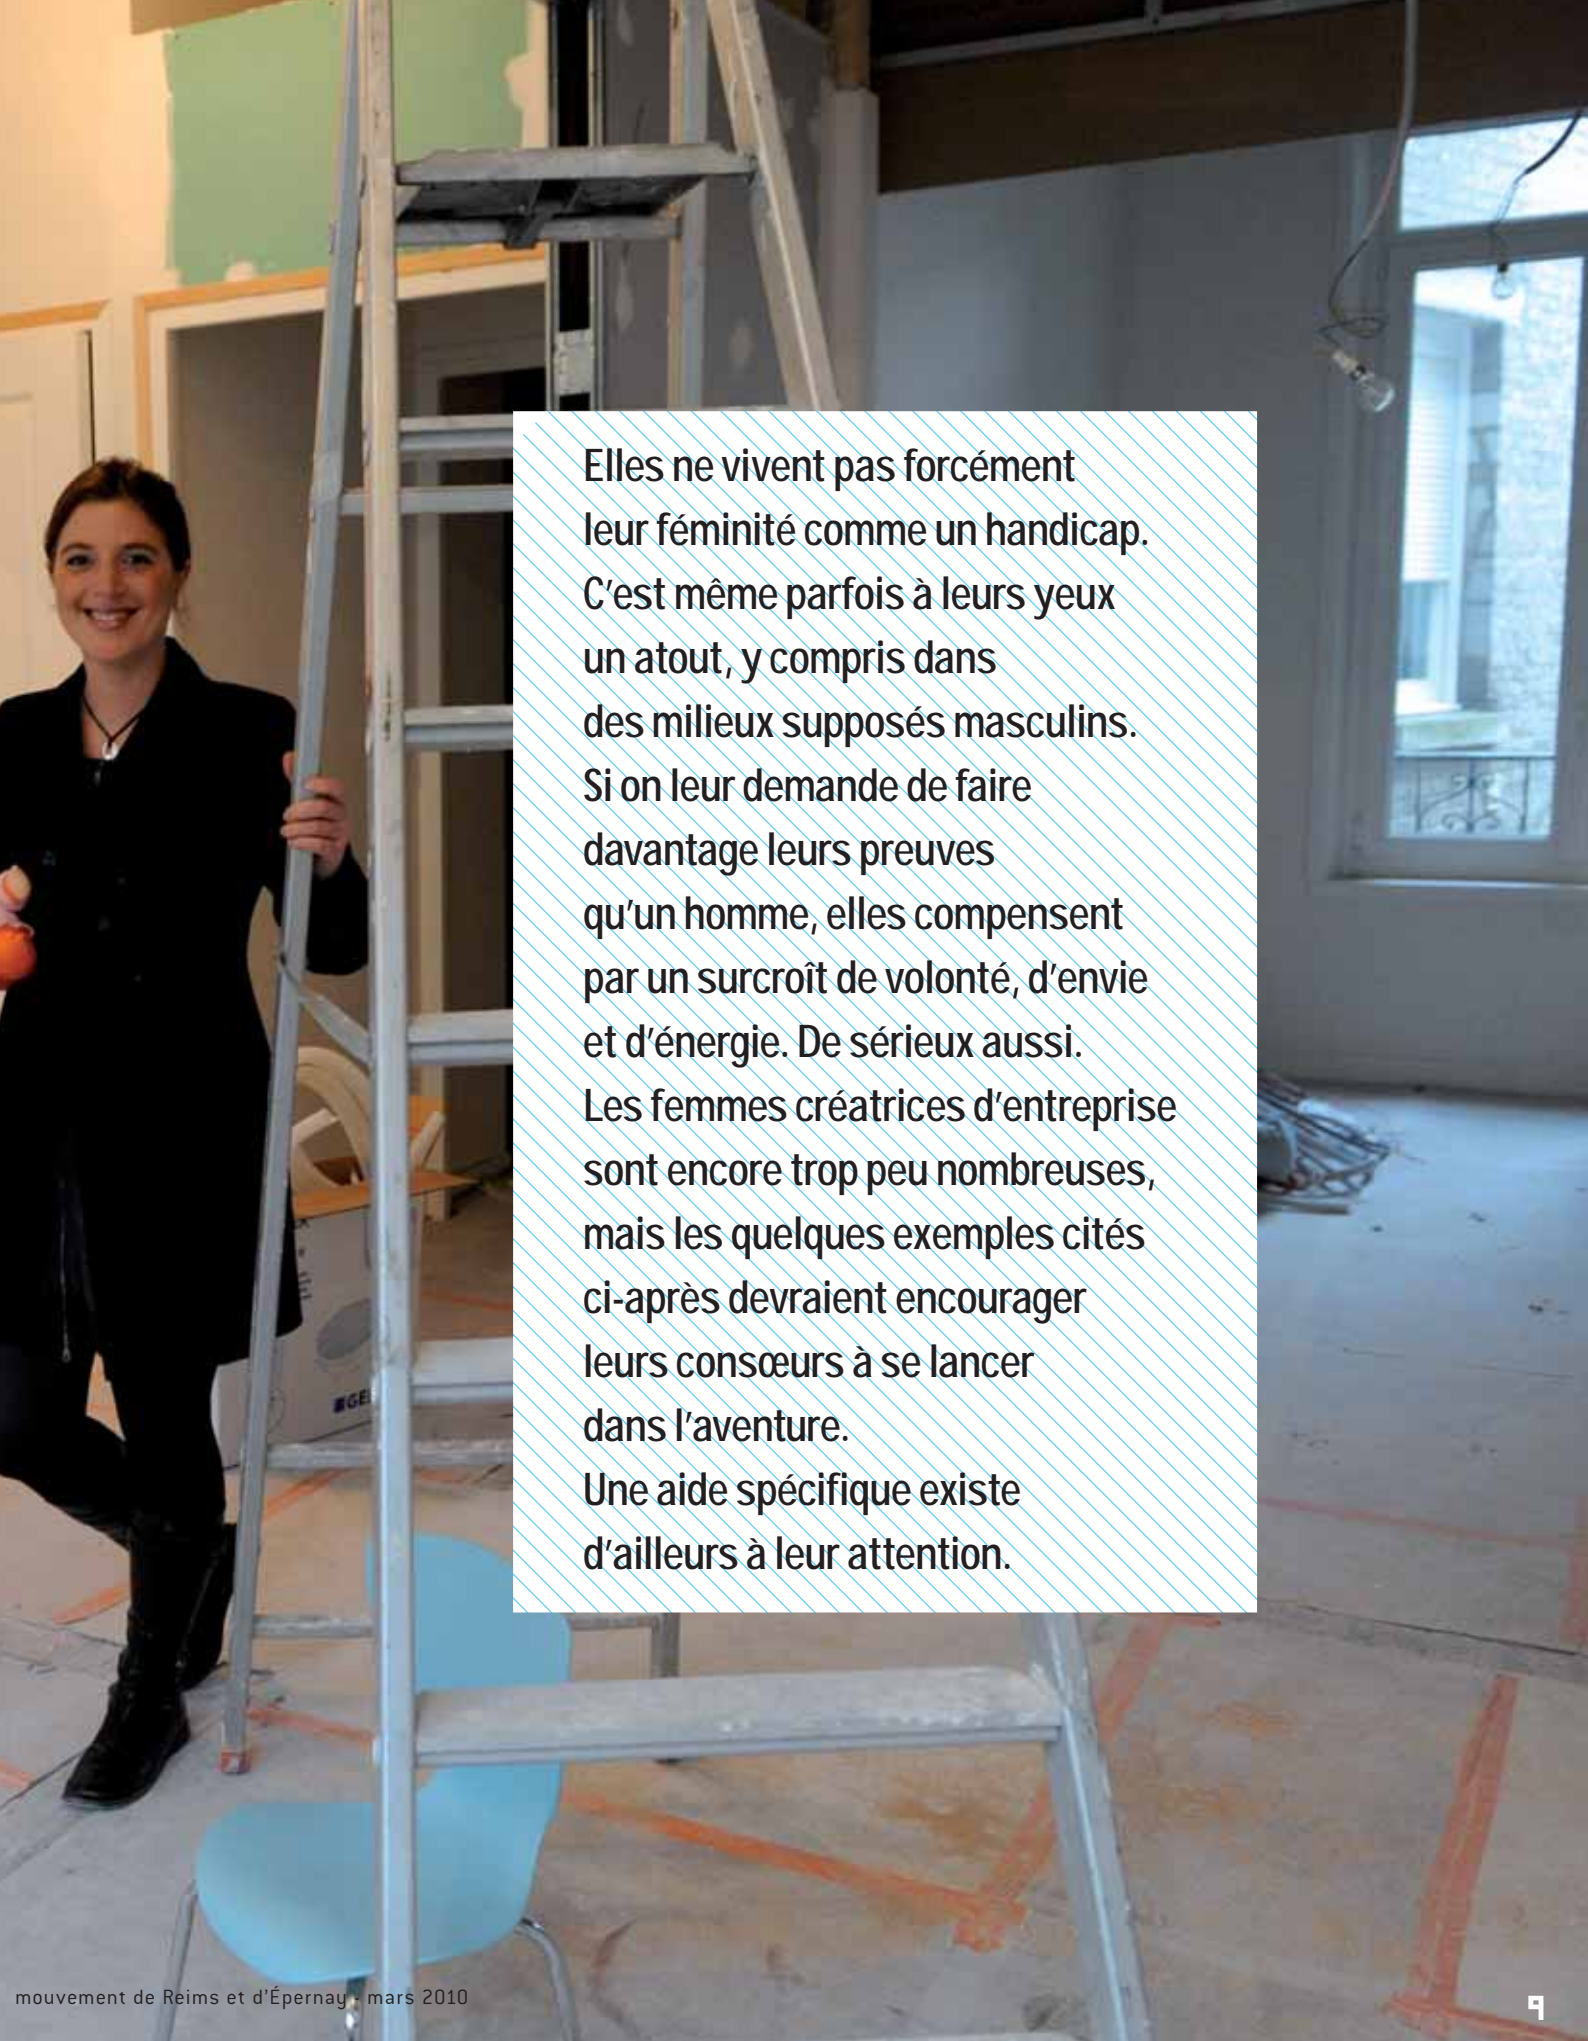 Elles ne vivent pas forcément
leur féminité comme un handicap.
C'est même parfois à leurs yeux
un atout, y compris dans
des milieux supposés masculins.
Si on leur demande de faire
davantage leurs preuves
qu'un homme, elles compensent
par un surcroît de volonté, d'envie
et d'énergie. De sérieux aussi.
Les femmes créatrices d'entreprise
sont encore trop peu nombreuses,
mais les quelques exemples cités
ci-après devraient encourager
leurs consœurs à se lancer
dans l'aventure.
Une aide spécifique existe
d'ailleurs à leur attention.
mouvement de Reims et d'Épernay - mars 2010
9